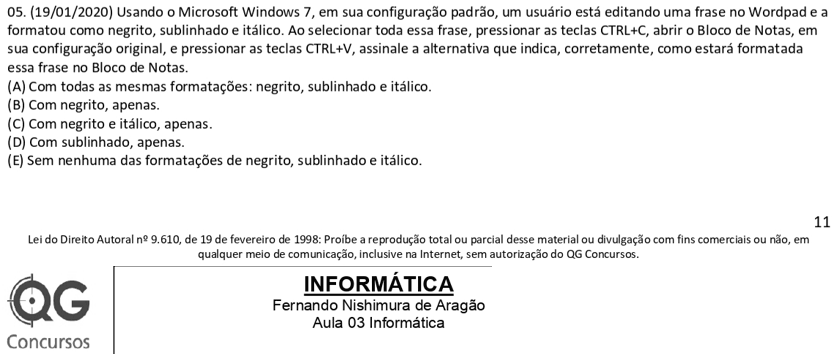 05. (19/01/2020) Usando o Microsoft Windows 7, em sua configuração padrão, um usuário está editando uma frase no Wordpad e a
formatou como negrito, sublinhado e itálico. Ao selecionar toda essa frase, pressionar as teclas CTRL+C, abrir o Bloco de Notas, em
sua configuração original, e pressionar as teclas CTRL+V, assinale a alternativa que indica, corretamente, como estará formatada
essa frase no Bloco de Notas.
(A) Com todas as mesmas formatações: negrito, sublinhado e itálico.
(B) Com negrito, apenas.
(C) Com negrito e itálico, apenas.
(D) Com sublinhado, apenas.
(E) Sem nenhuma das formatações de negrito, sublinhado e itálico.
11
Lei do Direito Autoral nº 9.610, de 19 de fevereiro de 1998: Proíbe a reprodução total ou parcial desse material ou divulgação com fins comerciais ou não, em
qualquer meio de comunicação, inclusive na Internet, sem autorização do QG Concursos.
QG
Concursos
INFORMÁTICA
Fernando Nishimura de Aragão
Aula 03 Informática